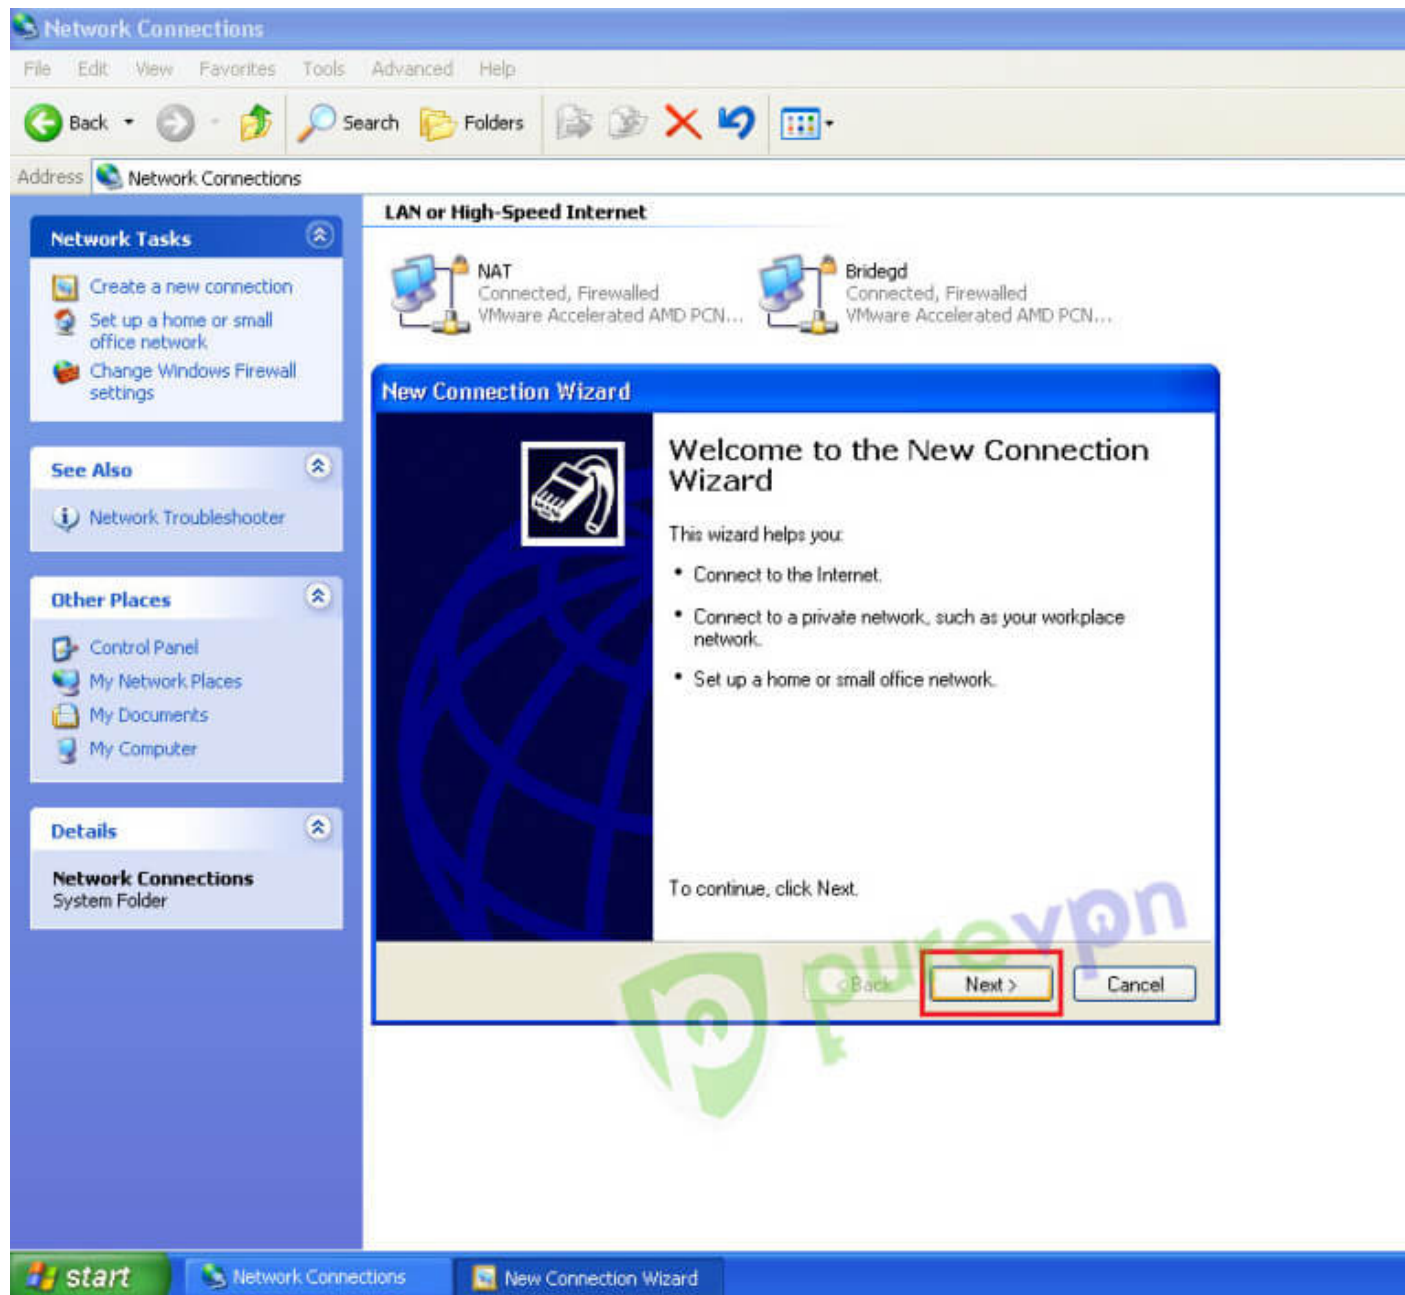 Network Connections
File Edit View Favorites Tools Advanced Help
Back Search Folders
Address Network Connections
Network Tasks
Create a new connection
Set up a home or small
office network
Change Windows Firewall
settings
See Also
Network Troubleshooter
Other Places
Control Panel
My Network Places
My Documents
My Computer
Details
Network Connections
System Folder
LAN or High-Speed Internet
NAT
Connected, Firewalled
VMware Accelerated AMD PCN...
Bridegd
Connected, Firewalled
VMware Accelerated AMD PCN...
New Connection Wizard
Welcome to the New Connection
Wizard
This wizard helps you:
• Connect to the Internet.
• Connect to a private network, such as your workplace
network.
• Set up a home or small office network.
To continue, click Next.
purevpn
< Back Next > Cancel
start Network Connections New Connection Wizard